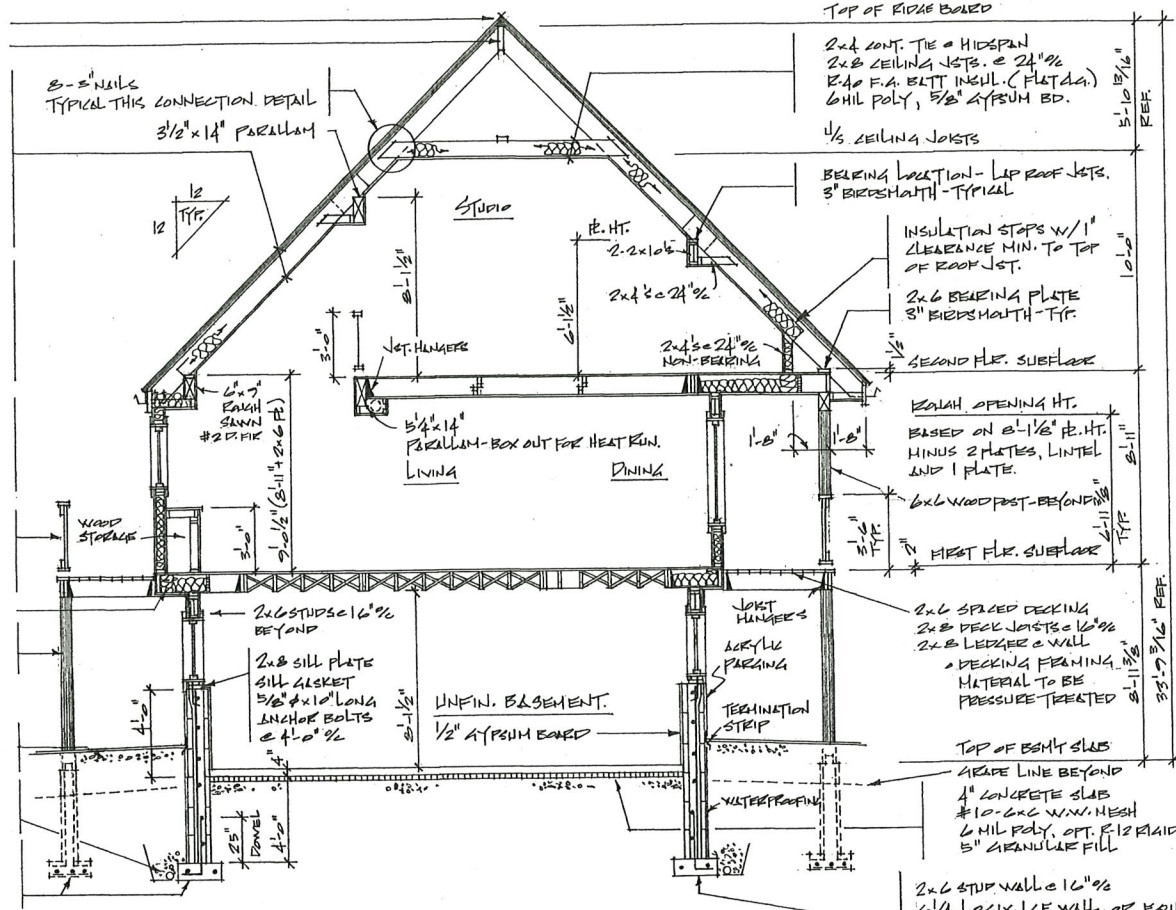 TOP OF RIDGE BOARD
2x4 CONT. TIE @ MIDSPAN
2x8 CEILING JSTS. @ 24" %
R-40 F.G. BATT INSUL. (FLAT CLG.)
6 MIL POLY, 5/8" GYPSUM BD.
U/S CEILING JOISTS
5'-10 13/16"
REF.
8-3" NAILS
TYPICAL THIS CONNECTION DETAIL
3 1/2" x 14" PARALLAM
12
12
TYP.
STUDIO
BEARING LOCATION - LAP ROOF JSTS.
3" BIRDSMOUTH - TYPICAL
PL. HT.
2-2x10's
2x4's @ 24" %
8'-1 1/2"
6'-1 1/2"
INSULATION STOPS W/ 1"
CLEARANCE MIN. TO TOP
OF ROOF JST.
10'-0"
2x6 BEARING PLATE
3" BIRDSMOUTH - TYP.
3'-0"
JST. HANGERS
2x4's @ 24" %
NON-BEARING
1 1/2"
SECOND FLR. SUBFLOOR
6" x 9"
ROUGH
SAWN
#2 D. FIR
5 1/4" x 14"
PARALLAM - BOX OUT FOR HEAT RUN.
LIVING
DINING
1'-8"
1'-8"
ROUGH OPENING HT.
BASED ON 8'-1 1/8" PL. HT.
MINUS 2 PLATES, LINTEL
AND 1 PLATE.
8'-11"
6x6 WOOD POST - BEYOND
6'-11 3/8"
TYP.
WOOD
STORAGE
3'-0"
9'-0 1/2" (8'-11" + 2x6 PL)
3'-6"
TYP.
2"
FIRST FLR. SUBFLOOR
2x6 STUDS @ 16" %
BEYOND
JOIST
HANGERS
2x6 SPACED DECKING
2x8 DECK JOISTS @ 16" %
2x8 LEDGER @ WALL
• DECKING FRAMING
MATERIAL TO BE
PRESSURE TREATED
8'-11 3/8"
33'-9 3/16" REF.
2x8 SILL PLATE
SILL GASKET
5/8" ø x 10" LONG
ANCHOR BOLTS
@ 4'-0" %
ACRYLIC
PARGING
TERMINATION
STRIP
4'-0"
UNFIN. BASEMENT.
1/2" GYPSUM BOARD
8'-1 1/2"
4"
TOP OF BSM'T SLAB
GRADE LINE BEYOND
4" CONCRETE SLAB
#10-6x6 W.W. MESH
6 MIL POLY, OPT. R-12 RIGID
5" GRANULAR FILL
WATERPROOFING
25"
DOWEL
4'-0"
2x6 STUD WALL @ 16" %